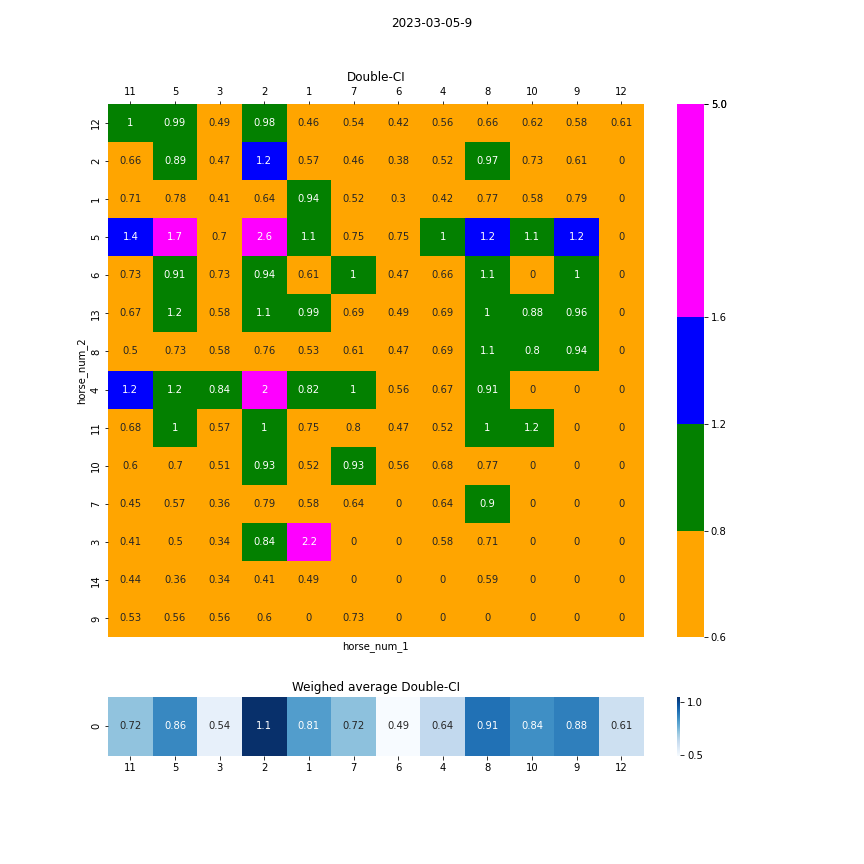 2023-03-05-9
Double-CI
11 5 3 2 1 7 6 4 8 10 9 12
12 1 0.99 0.49 0.98 0.46 0.54 0.42 0.56 0.66 0.62 0.58 0.61
2 0.66 0.89 0.47 1.2 0.57 0.46 0.38 0.52 0.97 0.73 0.61 0
1 0.71 0.78 0.41 0.64 0.94 0.52 0.3 0.42 0.77 0.58 0.79 0
5 1.4 1.7 0.7 2.6 1.1 0.75 0.75 1 1.2 1.1 1.2 0
6 0.73 0.91 0.73 0.94 0.61 1 0.47 0.66 1.1 0 1 0
13 0.67 1.2 0.58 1.1 0.99 0.69 0.49 0.69 1 0.88 0.96 0
8 0.5 0.73 0.58 0.76 0.53 0.61 0.47 0.69 1.1 0.8 0.94 0
4 1.2 1.2 0.84 2 0.82 1 0.56 0.67 0.91 0 0 0
11 0.68 1 0.57 1 0.75 0.8 0.47 0.52 1 1.2 0 0
10 0.6 0.7 0.51 0.93 0.52 0.93 0.56 0.68 0.77 0 0 0
7 0.45 0.57 0.36 0.79 0.58 0.64 0 0.64 0.9 0 0 0
3 0.41 0.5 0.34 0.84 2.2 0 0 0.58 0.71 0 0 0
14 0.44 0.36 0.34 0.41 0.49 0 0 0 0.59 0 0 0
9 0.53 0.56 0.56 0.6 0 0.73 0 0 0 0 0 0
horse_num_2
horse_num_1
5.0
1.6
1.2
0.8
0.6
Weighed average Double-CI
0 0.72 0.86 0.54 1.1 0.81 0.72 0.49 0.64 0.91 0.84 0.88 0.61
11 5 3 2 1 7 6 4 8 10 9 12
1.0
0.5